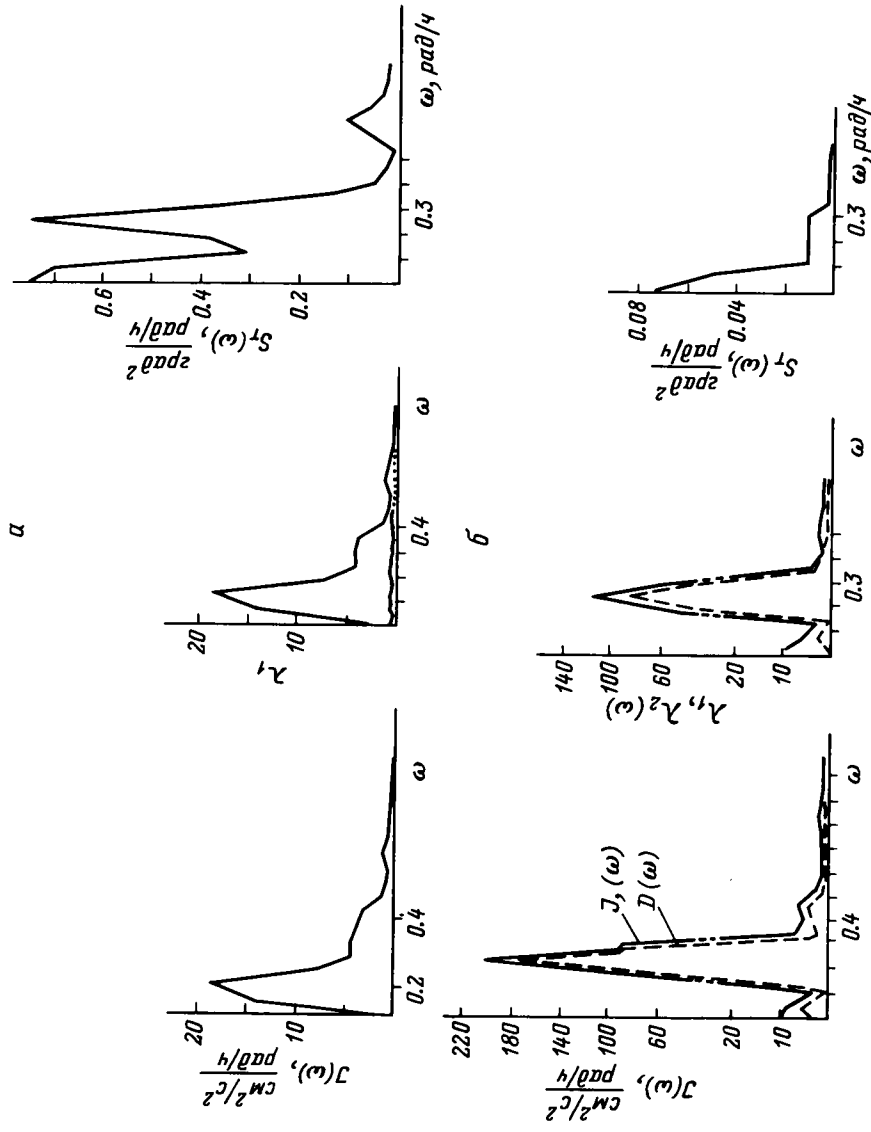 а
J(ω), см²/с² / рад/ч
20
10
0.2
0.4
ω
λ₁
20
10
0.4
ω
S_T(ω), град² / рад/ч
0.6
0.4
0.2
0.3
ω, рад/ч
б
J(ω), см²/с² / рад/ч
220
180
140
100
60
20
10
J,(ω)
D(ω)
0.4
ω
λ₁, λ₂(ω)
140
100
60
20
10
0.3
ω
S_T(ω), град² / рад/ч
0.08
0.04
0.3
ω, рад/ч